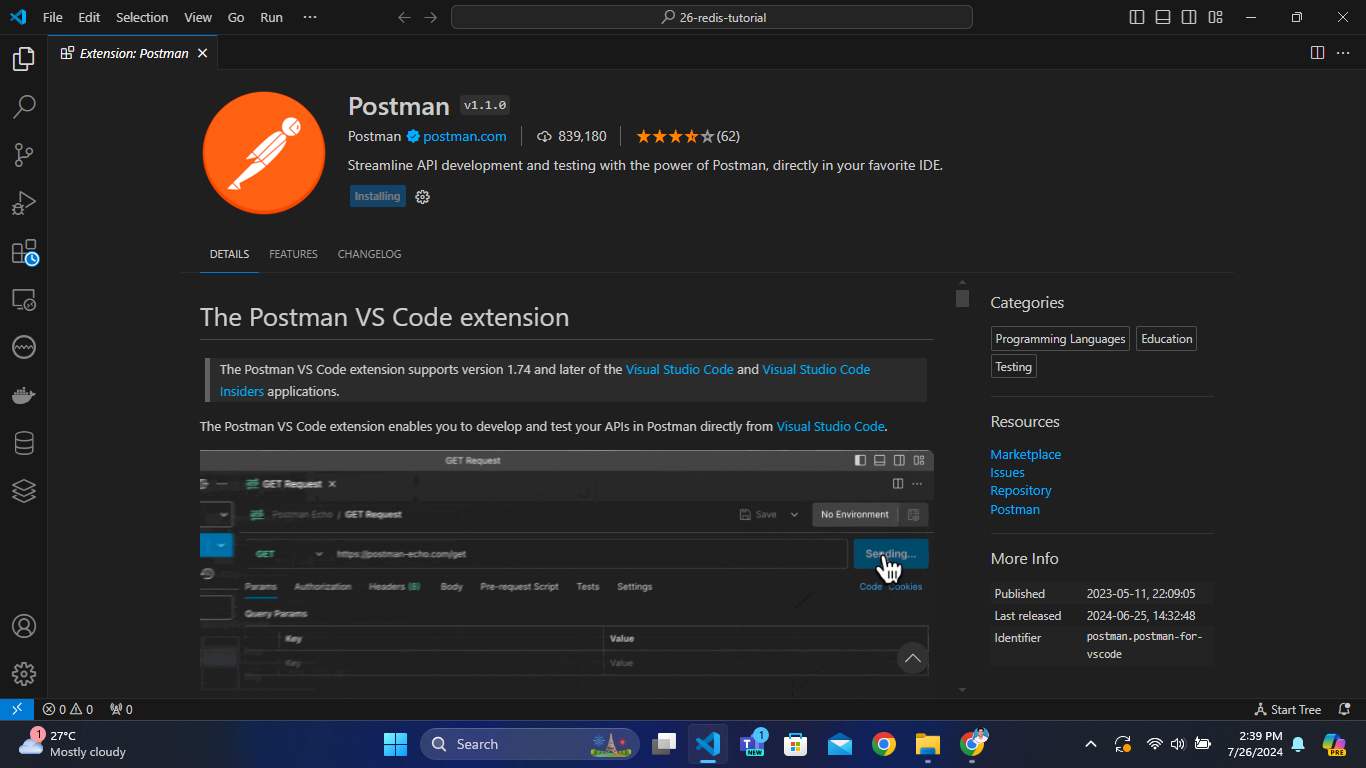 File Edit Selection View Go Run ···
26-redis-tutorial
Extension: Postman
Postman v1.1.0
Postman postman.com 839,180 (62)
Streamline API development and testing with the power of Postman, directly in your favorite IDE.
Installing
DETAILS FEATURES CHANGELOG
The Postman VS Code extension
The Postman VS Code extension supports version 1.74 and later of the Visual Studio Code and Visual Studio Code
Insiders applications.
The Postman VS Code extension enables you to develop and test your APIs in Postman directly from Visual Studio Code.
GET Request
GET Request
Postman Echo / GET Request Save No Environment
GET https://postman-echo.com/get Sending...
Params Authorization Headers (8) Body Pre-request Script Tests Settings Code Cookies
Query Params
Key Value
Key Value
Categories
Programming Languages Education
Testing
Resources
Marketplace
Issues
Repository
Postman
More Info
Published 2023-05-11, 22:09:05
Last released 2024-06-25, 14:32:48
Identifier postman.postman-for-
vscode
0 0 0 Start Tree
1 27°C
Mostly cloudy
Search
NEW 1
2:39 PM
7/26/2024
PRE